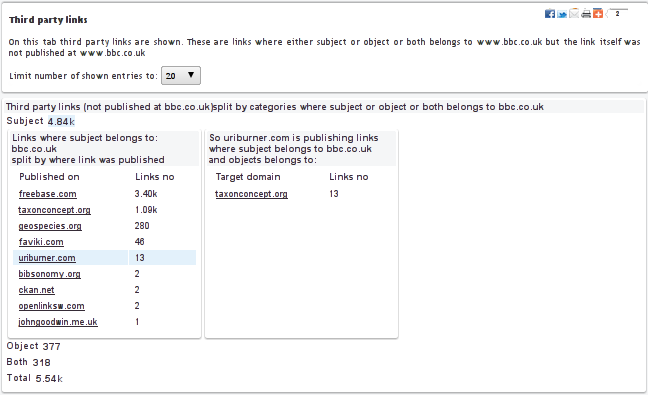 Third party links
2
On this tab third party links are shown. These are links where either subject or object or both belongs to www.bbc.co.uk but the link itself was
not published at www.bbc.co.uk
Limit number of shown entries to: 20
Third party links (not published at bbc.co.uk)split by categories where subject or object or both belongs to bbc.co.uk
Subject 4.84k
Links where subject belongs to:
bbc.co.uk
split by where link was published
Published on Links no
freebase.com 3.40k
taxonconcept.org 1.09k
geospecies.org 280
faviki.com 46
uriburner.com 13
bibsonomy.org 2
ckan.net 2
openlinksw.com 2
johngoodwin.me.uk 1
So uriburner.com is publishing links
where subject belongs to bbc.co.uk
and objects belongs to:
Target domain Links no
taxonconcept.org 13
Object 377
Both 318
Total 5.54k